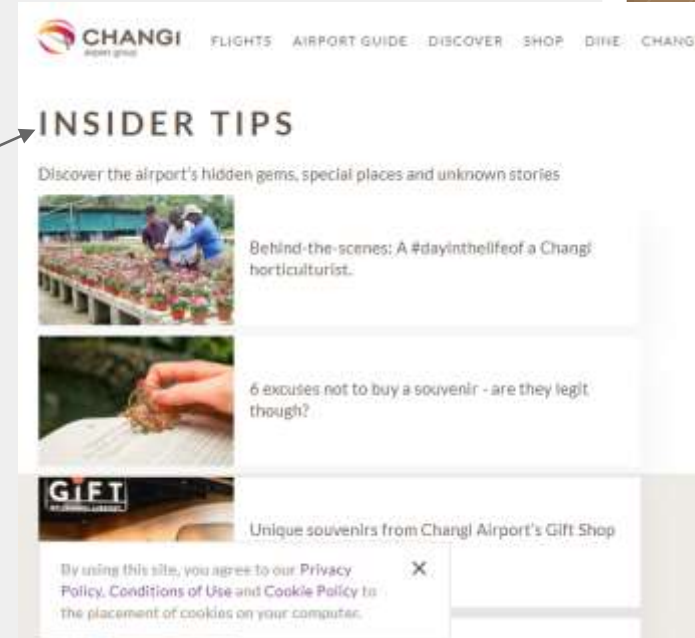 CHANGI
airport group
FLIGHTS AIRPORT GUIDE DISCOVER SHOP DINE CHANG
INSIDER TIPS
Discover the airport's hidden gems, special places and unknown stories
Behind-the-scenes: A #dayinthelifeof a Changi
horticulturist.
6 excuses not to buy a souvenir - are they legit
though?
GIFT
Unique souvenirs from Changi Airport's Gift Shop
By using this site, you agree to our Privacy
Policy, Conditions of Use and Cookie Policy to
the placement of cookies on your computer.